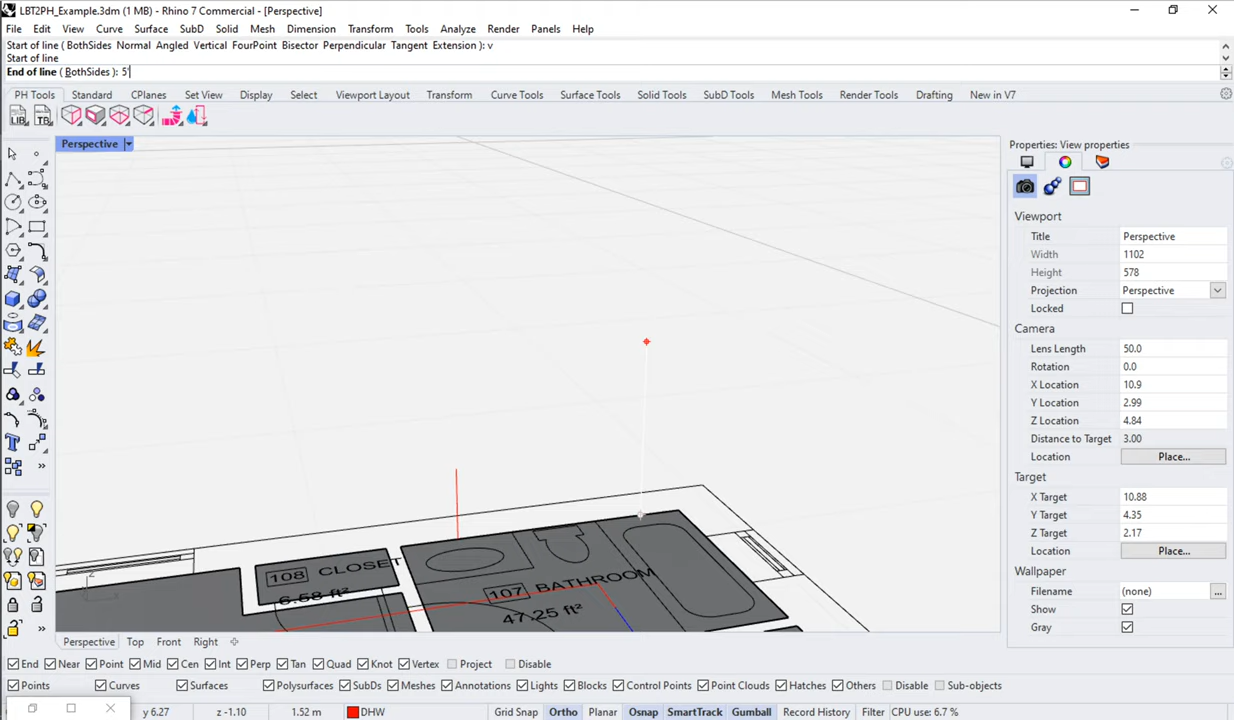 LBT2PH_Example.3dm (1 MB) - Rhino 7 Commercial - [Perspective]
File Edit View Curve Surface SubD Solid Mesh Dimension Transform Tools Analyze Render Panels Help
Start of line ( BothSides Normal Angled Vertical FourPoint Bisector Perpendicular Tangent Extension ): v
Start of line
End of line ( BothSides ): 5'
PH Tools Standard CPlanes Set View Display Select Viewport Layout Transform Curve Tools Surface Tools Solid Tools SubD Tools Mesh Tools Render Tools Drafting New in V7
LIB TB
Perspective
Properties: View properties
Viewport
Title Perspective
Width 1102
Height 578
Projection Perspective
Locked
Camera
Lens Length 50.0
Rotation 0.0
X Location 10.9
Y Location 2.99
Z Location 4.84
Distance to Target 3.00
Location Place...
Target
X Target 10.88
Y Target 4.35
Z Target 2.17
Location Place...
Wallpaper
Filename (none) ...
Show
Gray
108 CLOSET
6.58 ft²
107 BATHROOM
47.25 ft²
z
Perspective Top Front Right
End Near Point Mid Cen Int Perp Tan Quad Knot Vertex Project Disable
Points Curves Surfaces Polysurfaces SubDs Meshes Annotations Lights Blocks Control Points Point Clouds Hatches Others Disable Sub-objects
y 6.27 z -1.10 1.52 m DHW Grid Snap Ortho Planar Osnap SmartTrack Gumball Record History Filter CPU use: 6.7 %